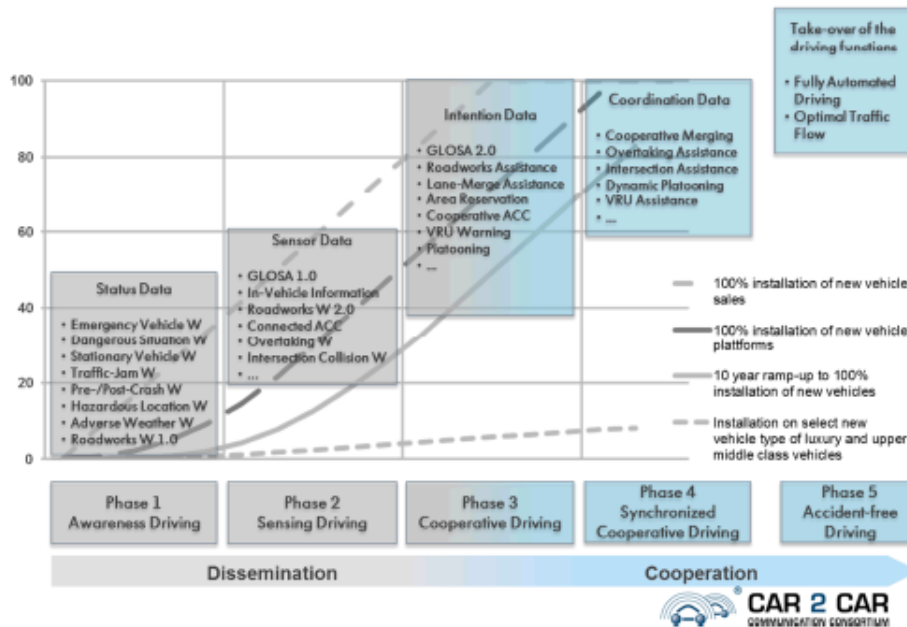 Take-over of the
driving functions
• Fully Automated
Driving
• Optimal Traffic
Flow
100
80
60
40
20
0
Coordination Data
• Cooperative Merging
• Overtaking Assistance
• Intersection Assistance
• Dynamic Platooning
• VRU Assistance
• ...
Intention Data
• GLOSA 2.0
• Roadworks Assistance
• Lane-Merge Assistance
• Area Reservation
• Cooperative ACC
• VRU Warning
• Platooning
• ...
Sensor Data
• GLOSA 1.0
• In-Vehicle Information
• Roadworks W 2.0
• Connected ACC
• Overtaking W
• Intersection Collision W
• ...
Status Data
• Emergency Vehicle W
• Dangerous Situation W
• Stationary Vehicle W
• Traffic-Jam W
• Pre-/Post-Crash W
• Hazardous Location W
• Adverse Weather W
• Roadworks W 1.0
100% installation of new vehicle
sales
100% installation of new vehicle
plattforms
10 year ramp-up to 100%
installation of new vehicles
Installation on select new
vehicle type of luxury and upper
middle class vehicles
Phase 1
Awareness Driving
Phase 2
Sensing Driving
Phase 3
Cooperative Driving
Phase 4
Synchronized
Cooperative Driving
Phase 5
Accident-free
Driving
Dissemination
Cooperation
CAR 2 CAR
COMMUNICATION CONSORTIUM